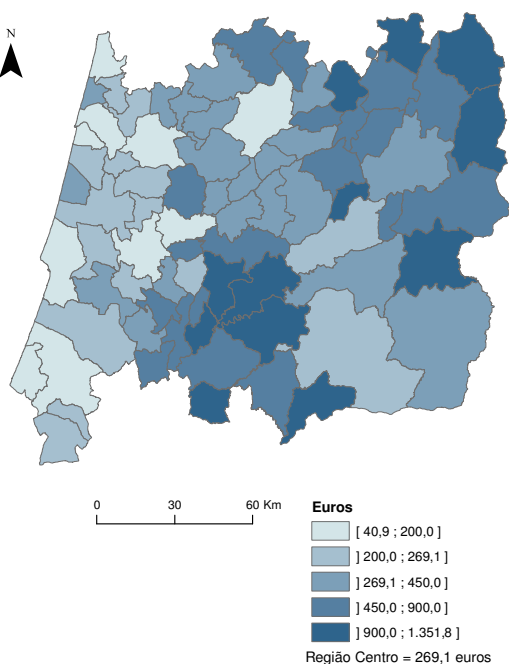 N
0 30 60 Km
Euros
[ 40,9 ; 200,0 ]
] 200,0 ; 269,1 ]
] 269,1 ; 450,0 ]
] 450,0 ; 900,0 ]
] 900,0 ; 1.351,8 ]
Região Centro = 269,1 euros